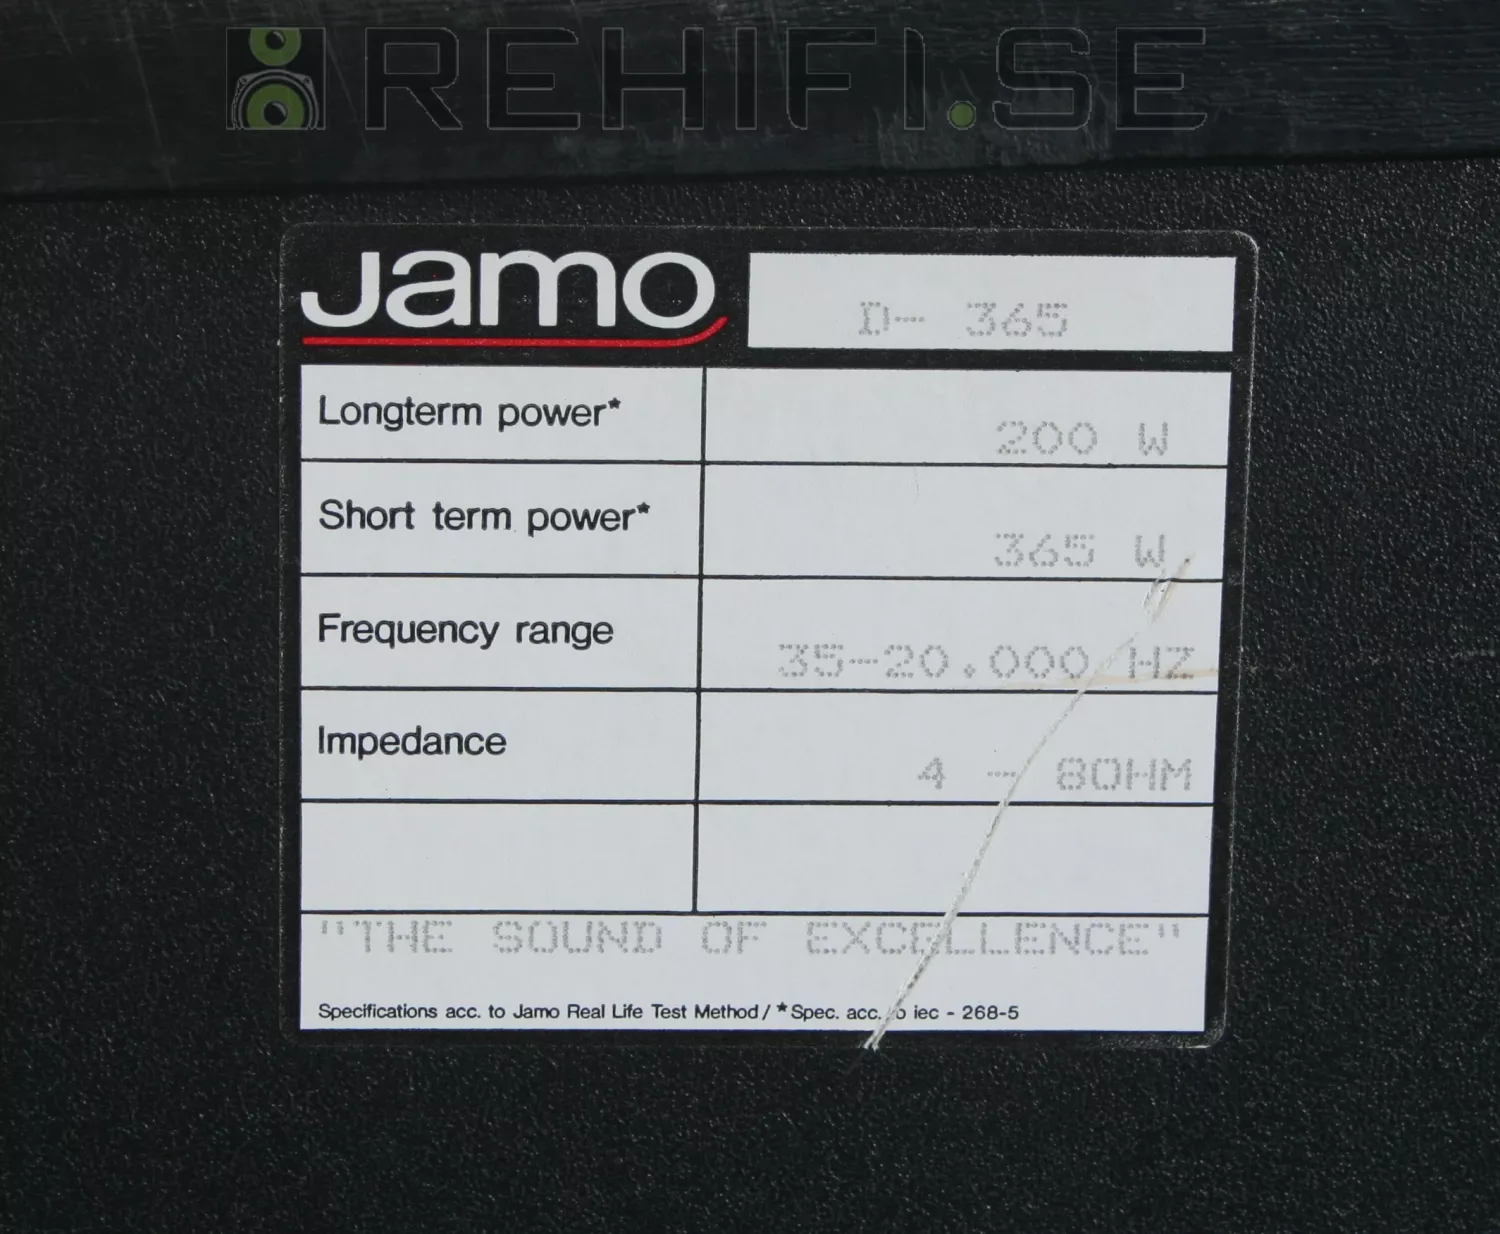 REHIFI.SE
Jamo
D- 365
Longterm power* 200 W
Short term power* 365 W
Frequency range 35-20.000 HZ
Impedance 4 - 8OHM
"THE SOUND OF EXCELLENCE"
Specifications acc. to Jamo Real Life Test Method / *Spec. acc. iec - 268-5